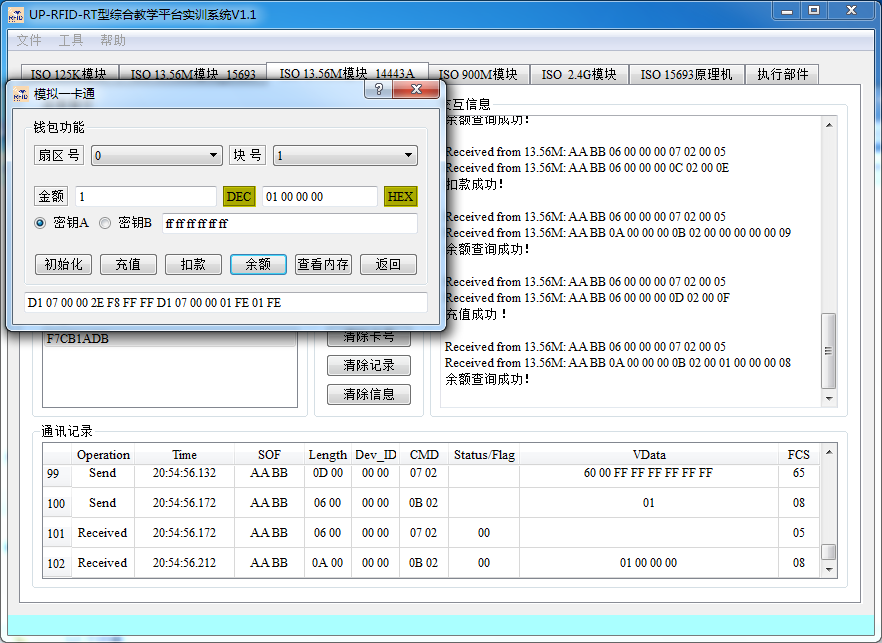 UP-RFID-RT型综合教学平台实训系统V1.1
文件 工具 帮助
ISO 125K模块 ISO 13.56M模块_15693 ISO 13.56M模块_14443A ISO 900M模块 ISO 2.4G模块 ISO 15693原理机 执行部件
模拟一卡通
钱包功能
扇区号 0 块号 1
金额 1 DEC 01 00 00 00 HEX
密钥A 密钥B ffffffffffff
初始化 充值 扣款 余额 查看内存 返回
D1 07 00 00 2E F8 FF FF D1 07 00 00 01 FE 01 FE
交互信息
余额查询成功!
Received from 13.56M: AA BB 06 00 00 00 07 02 00 05
Received from 13.56M: AA BB 06 00 00 00 0C 02 00 0E
扣款成功!
Received from 13.56M: AA BB 06 00 00 00 07 02 00 05
Received from 13.56M: AA BB 0A 00 00 00 0B 02 00 00 00 00 00 09
余额查询成功!
Received from 13.56M: AA BB 06 00 00 00 07 02 00 05
Received from 13.56M: AA BB 06 00 00 00 0D 02 00 0F
充值成功!
Received from 13.56M: AA BB 06 00 00 00 07 02 00 05
Received from 13.56M: AA BB 0A 00 00 00 0B 02 00 01 00 00 00 08
余额查询成功!
F7CB1ADB
清除卡号
清除记录
清除信息
通讯记录
Operation Time SOF Length Dev_ID CMD Status/Flag VData FCS
99 Send 20:54:56.132 AA BB 0D 00 00 00 07 02 60 00 FF FF FF FF FF FF 65
100 Send 20:54:56.172 AA BB 06 00 00 00 0B 02 01 08
101 Received 20:54:56.172 AA BB 06 00 00 00 07 02 00 05
102 Received 20:54:56.212 AA BB 0A 00 00 00 0B 02 00 01 00 00 00 08